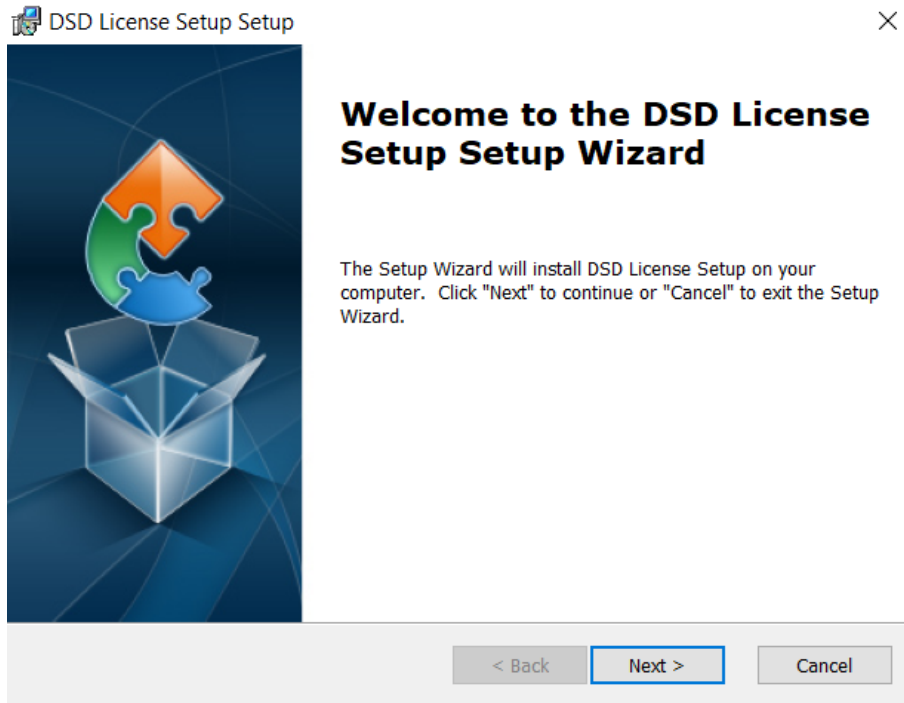 DSD License Setup Setup
Welcome to the DSD License
Setup Setup Wizard
The Setup Wizard will install DSD License Setup on your
computer.  Click "Next" to continue or "Cancel" to exit the Setup
Wizard.
< Back
Next >
Cancel